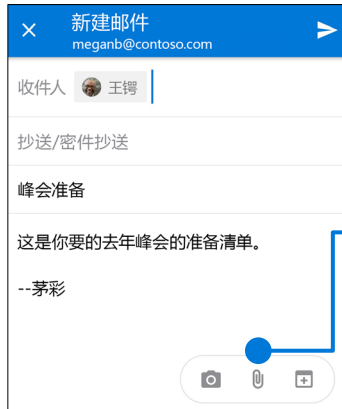 新建邮件
meganb@contoso.com
收件人 王锷
抄送/密件抄送
峰会准备
这是你要的去年峰会的准备清单。
--茅彩